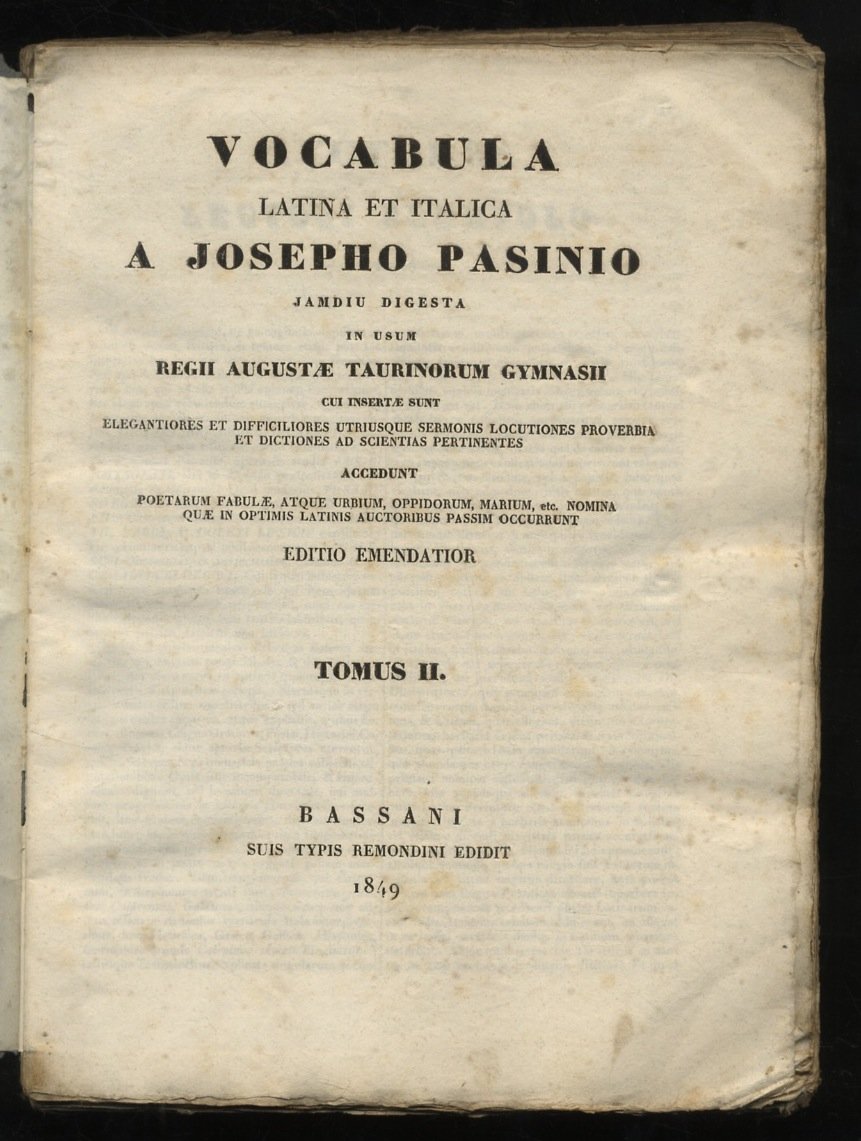 VOCABULA
LATINA ET ITALICA
A JOSEPHO PASINIO
JAMDIU DIGESTA
IN USUM
REGII AUGUSTÆ TAURINORUM GYMNASII
CUI INSERTÆ SUNT
ELEGANTIORES ET DIFFICILIORES UTRIUSQUE SERMONIS LOCUTIONES PROVERBIA
ET DICTIONES AD SCIENTIAS PERTINENTES
ACCEDUNT
POETARUM FABULÆ, ATQUE URBIUM, OPPIDORUM, MARIUM, etc. NOMINA
QUÆ IN OPTIMIS LATINIS AUCTORIBUS PASSIM OCCURRUNT
EDITIO EMENDATIOR
TOMUS II.
BASSANI
SUIS TYPIS REMONDINI EDIDIT
1849